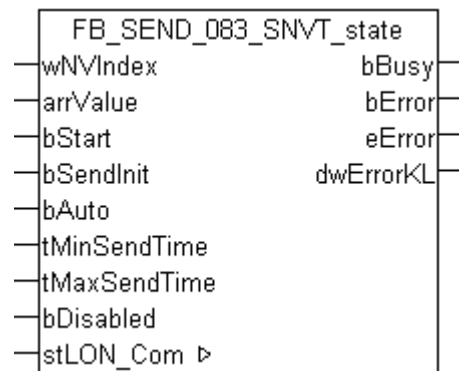 FB_SEND_083_SNVT_state
wNVIndex bBusy
arrValue bError
bStart eError
bSendInit dwErrorKL
bAuto
tMinSendTime
tMaxSendTime
bDisabled
stLON_Com ▷